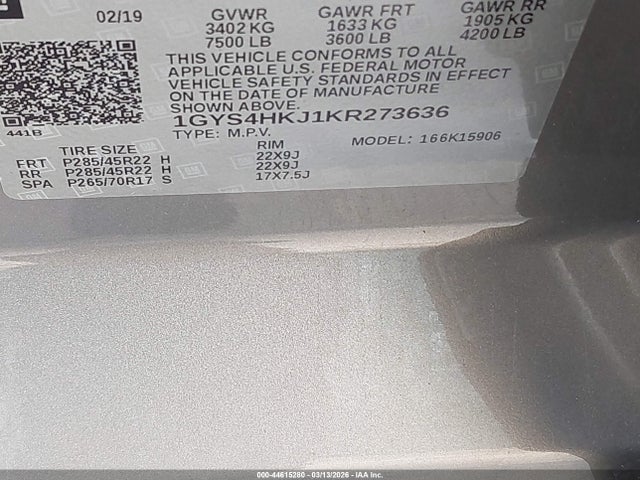 02/19 GVWR GAWR FRT GAWR RR
3402 KG 1633 KG 1905 KG
7500 LB 3600 LB 4200 LB
THIS VEHICLE CONFORMS TO ALL
APPLICABLE U.S. FEDERAL MOTOR
VEHICLE SAFETY STANDARDS IN EFFECT
ON THE DATE OF MANUFACTURE
SHOWN ABOVE.
1GYS4HKJ1KR273636
441B TYPE: M.P.V. MODEL: 166K15906
TIRE SIZE RIM
FRT P285/45R22 H 22X9J
RR P285/45R22 H 22X9J
SPA P265/70R17 S 17X7.5J
000-44615280 - 03/13/2026 - IAA Inc.